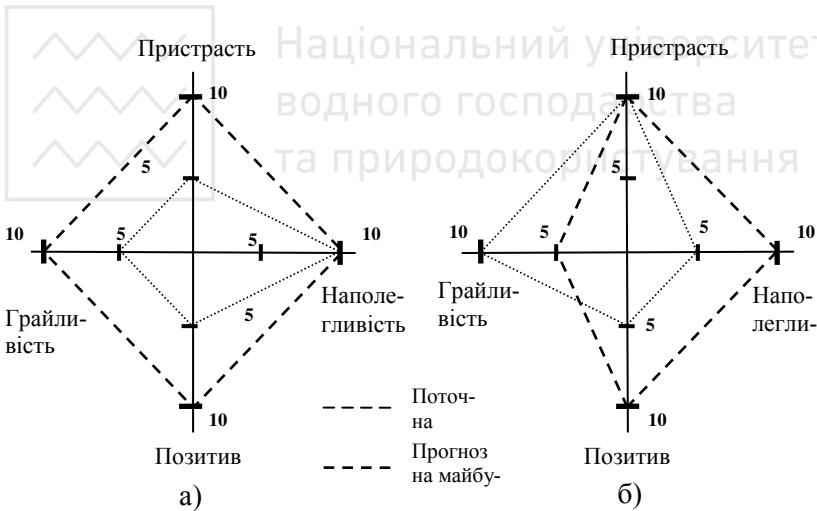 Національний університет
водного господарства
та природокористування
Пристрасть
10
5
10
5
5
10
Грайли-
вість
Наполе-
гливість
5
10
Позитив
а)
Пристрасть
10
5
10
5
5
10
Грайли-
вість
Напо-
легли-
5
10
Позитив
б)
Поточ-
на
Прогноз
на майбу-